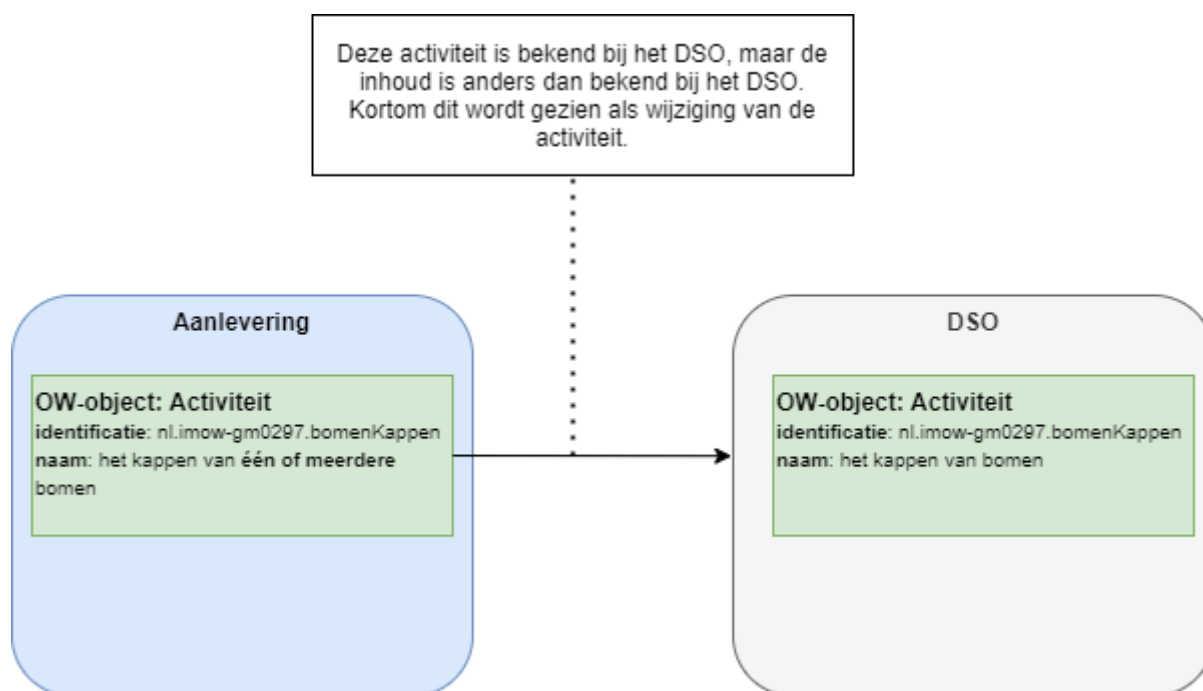 Deze activiteit is bekend bij het DSO, maar de
inhoud is anders dan bekend bij het DSO.
Kortom dit wordt gezien als wijziging van de
activiteit.
Aanlevering
OW-object: Activiteit
identificatie: nl.imow-gm0297.bomenKappen
naam: het kappen van één of meerdere
bomen
DSO
OW-object: Activiteit
identificatie: nl.imow-gm0297.bomenKappen
naam: het kappen van bomen